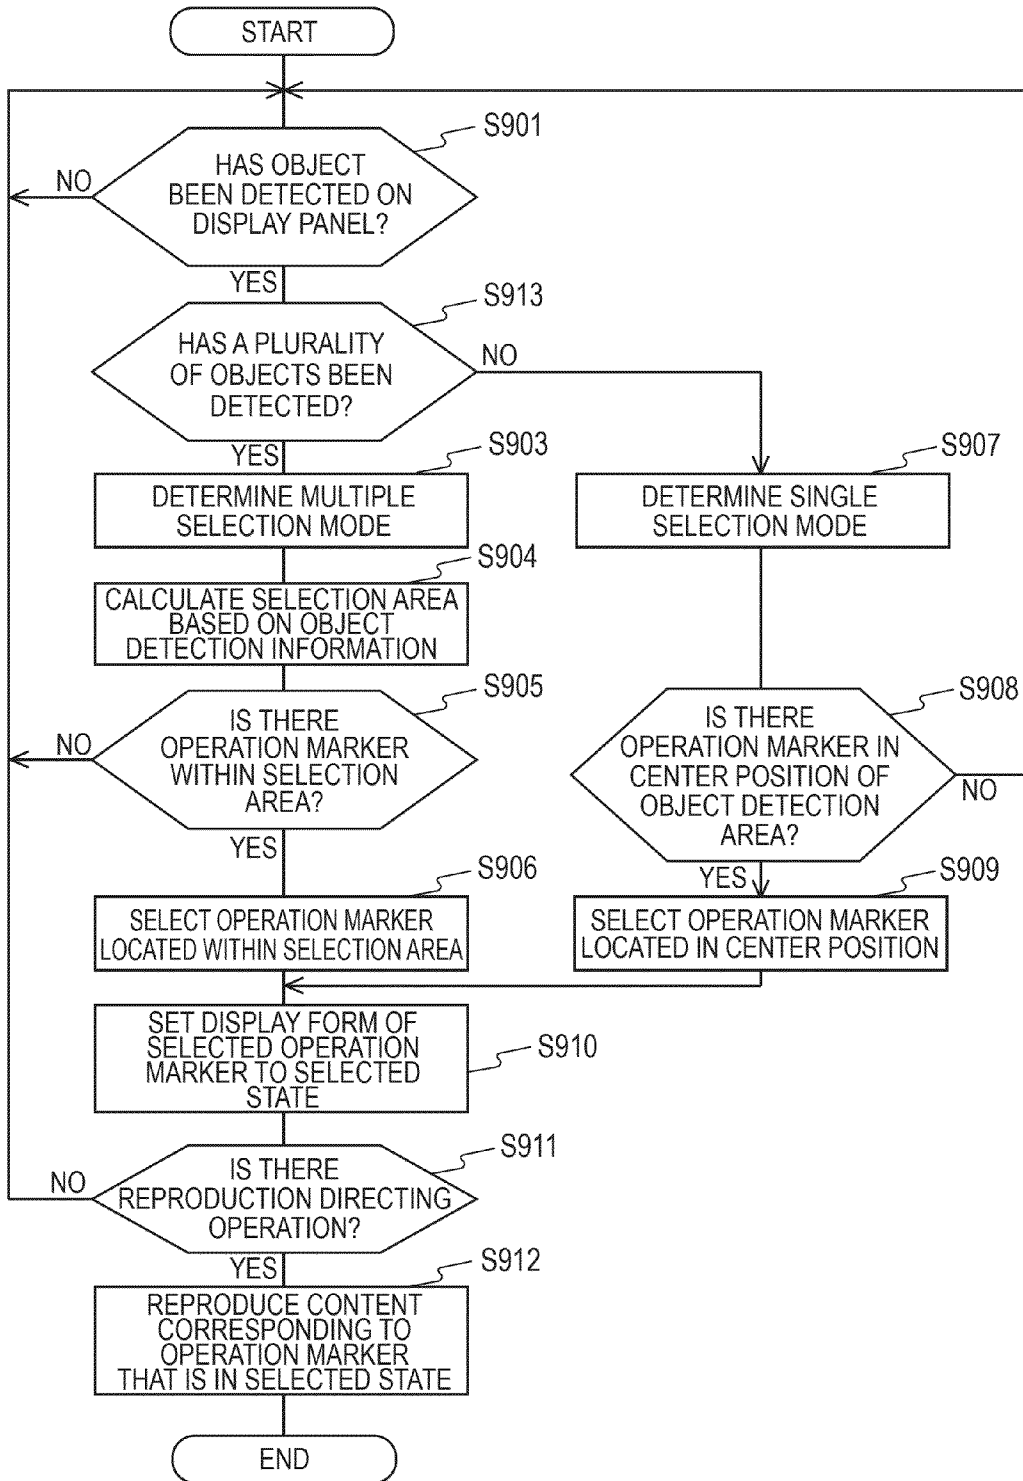 START
S901
HAS OBJECT
BEEN DETECTED ON
DISPLAY PANEL?
NO
YES
S913
HAS A PLURALITY
OF OBJECTS BEEN
DETECTED?
NO
YES
S903
DETERMINE MULTIPLE
SELECTION MODE
S907
DETERMINE SINGLE
SELECTION MODE
S904
CALCULATE SELECTION AREA
BASED ON OBJECT
DETECTION INFORMATION
S905
IS THERE
OPERATION MARKER
WITHIN SELECTION
AREA?
NO
YES
S908
IS THERE
OPERATION MARKER IN
CENTER POSITION OF
OBJECT DETECTION
AREA?
NO
YES
S906
SELECT OPERATION MARKER
LOCATED WITHIN SELECTION AREA
S909
SELECT OPERATION MARKER
LOCATED IN CENTER POSITION
S910
SET DISPLAY FORM OF
SELECTED OPERATION
MARKER TO SELECTED
STATE
S911
IS THERE
REPRODUCTION DIRECTING
OPERATION?
NO
YES
S912
REPRODUCE CONTENT
CORRESPONDING TO
OPERATION MARKER
THAT IS IN SELECTED STATE
END